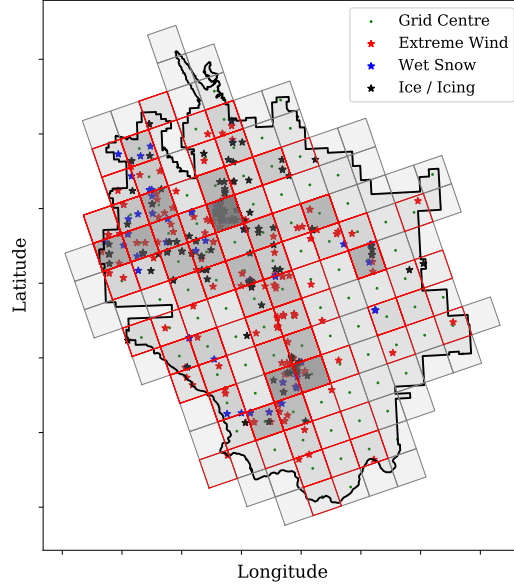 Grid Centre
Extreme Wind
Wet Snow
Ice / Icing
Latitude
Longitude